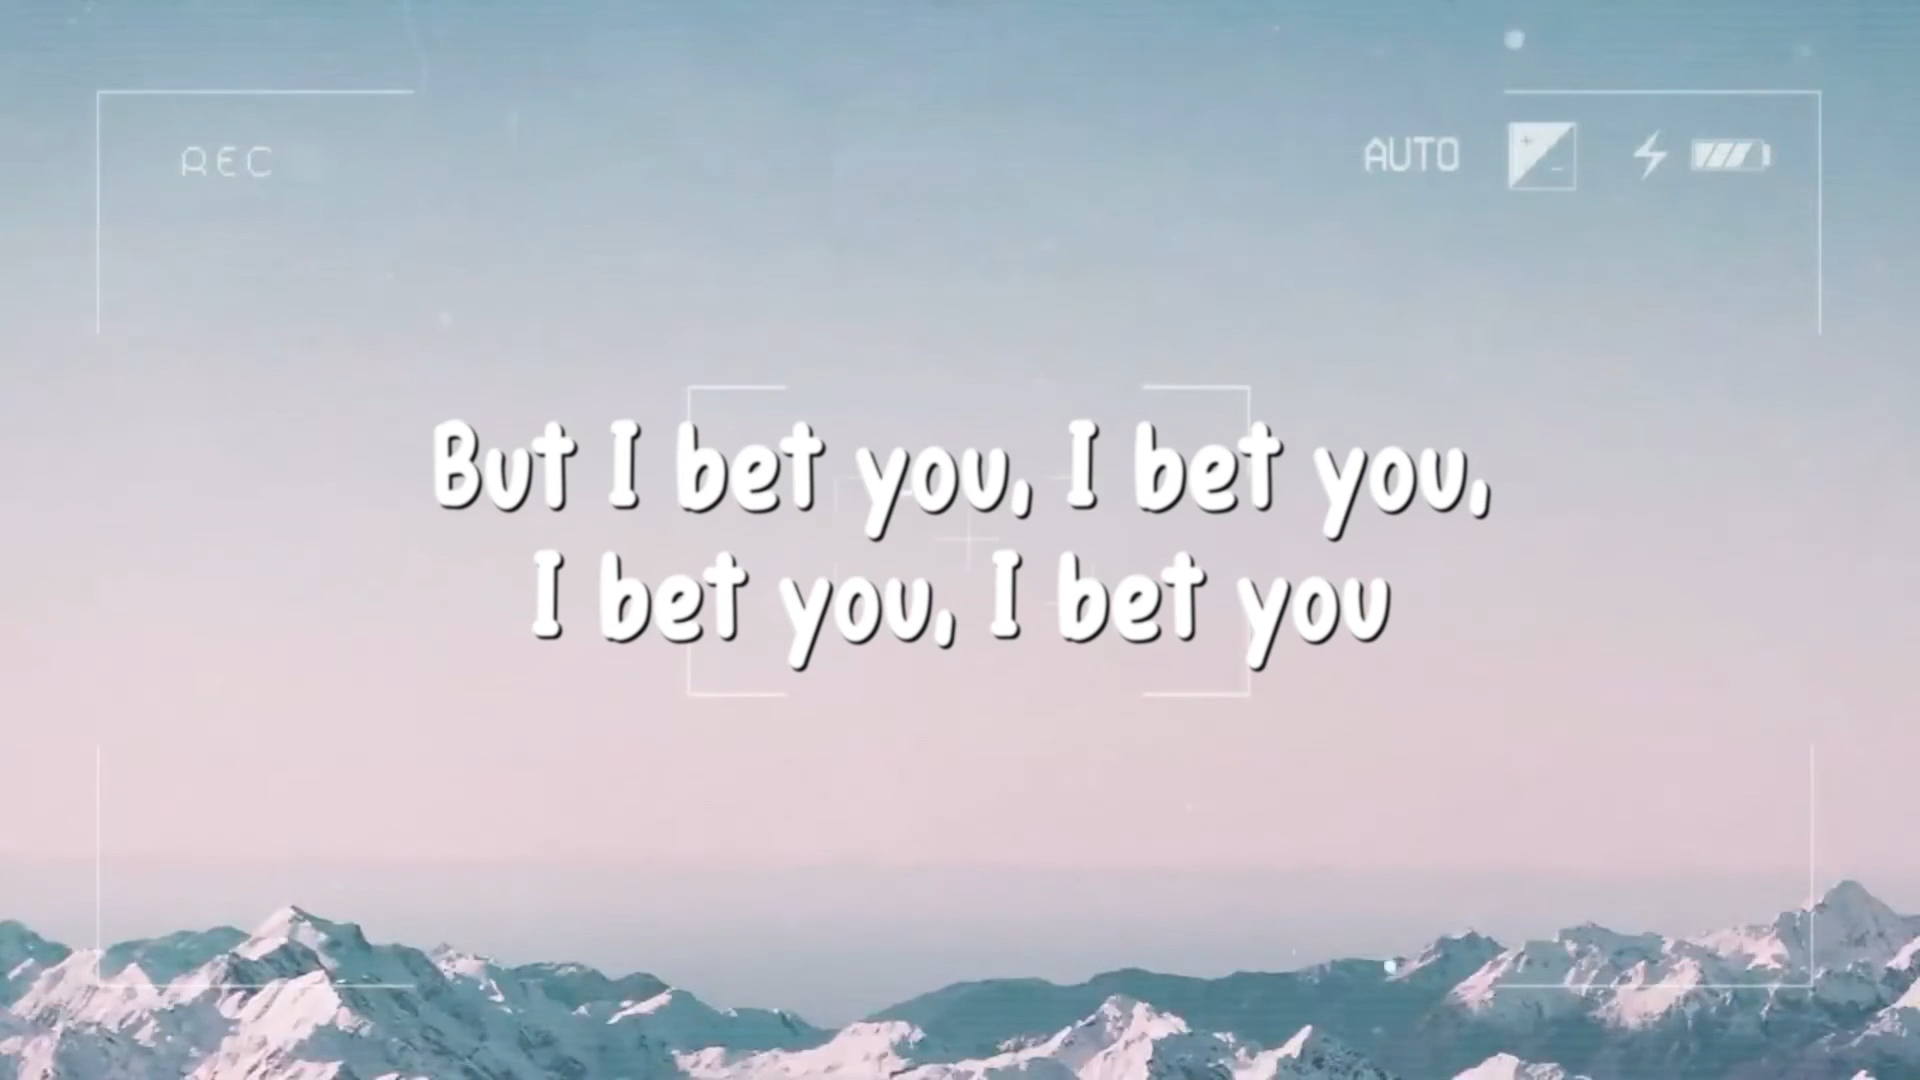 REC
AUTO
But I bet you, I bet you,
I bet you, I bet you